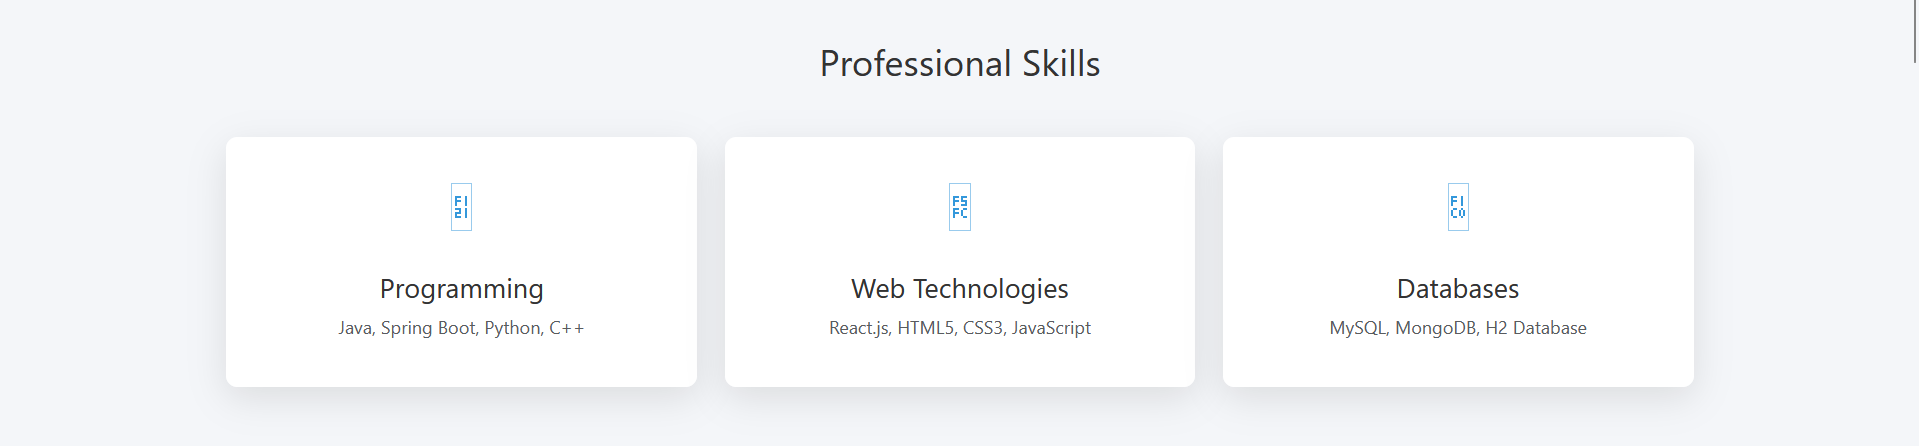 Professional Skills
F1
21
F5
FC
F1
C0
Programming
Web Technologies
Databases
Java, Spring Boot, Python, C++
React.js, HTML5, CSS3, JavaScript
MySQL, MongoDB, H2 Database